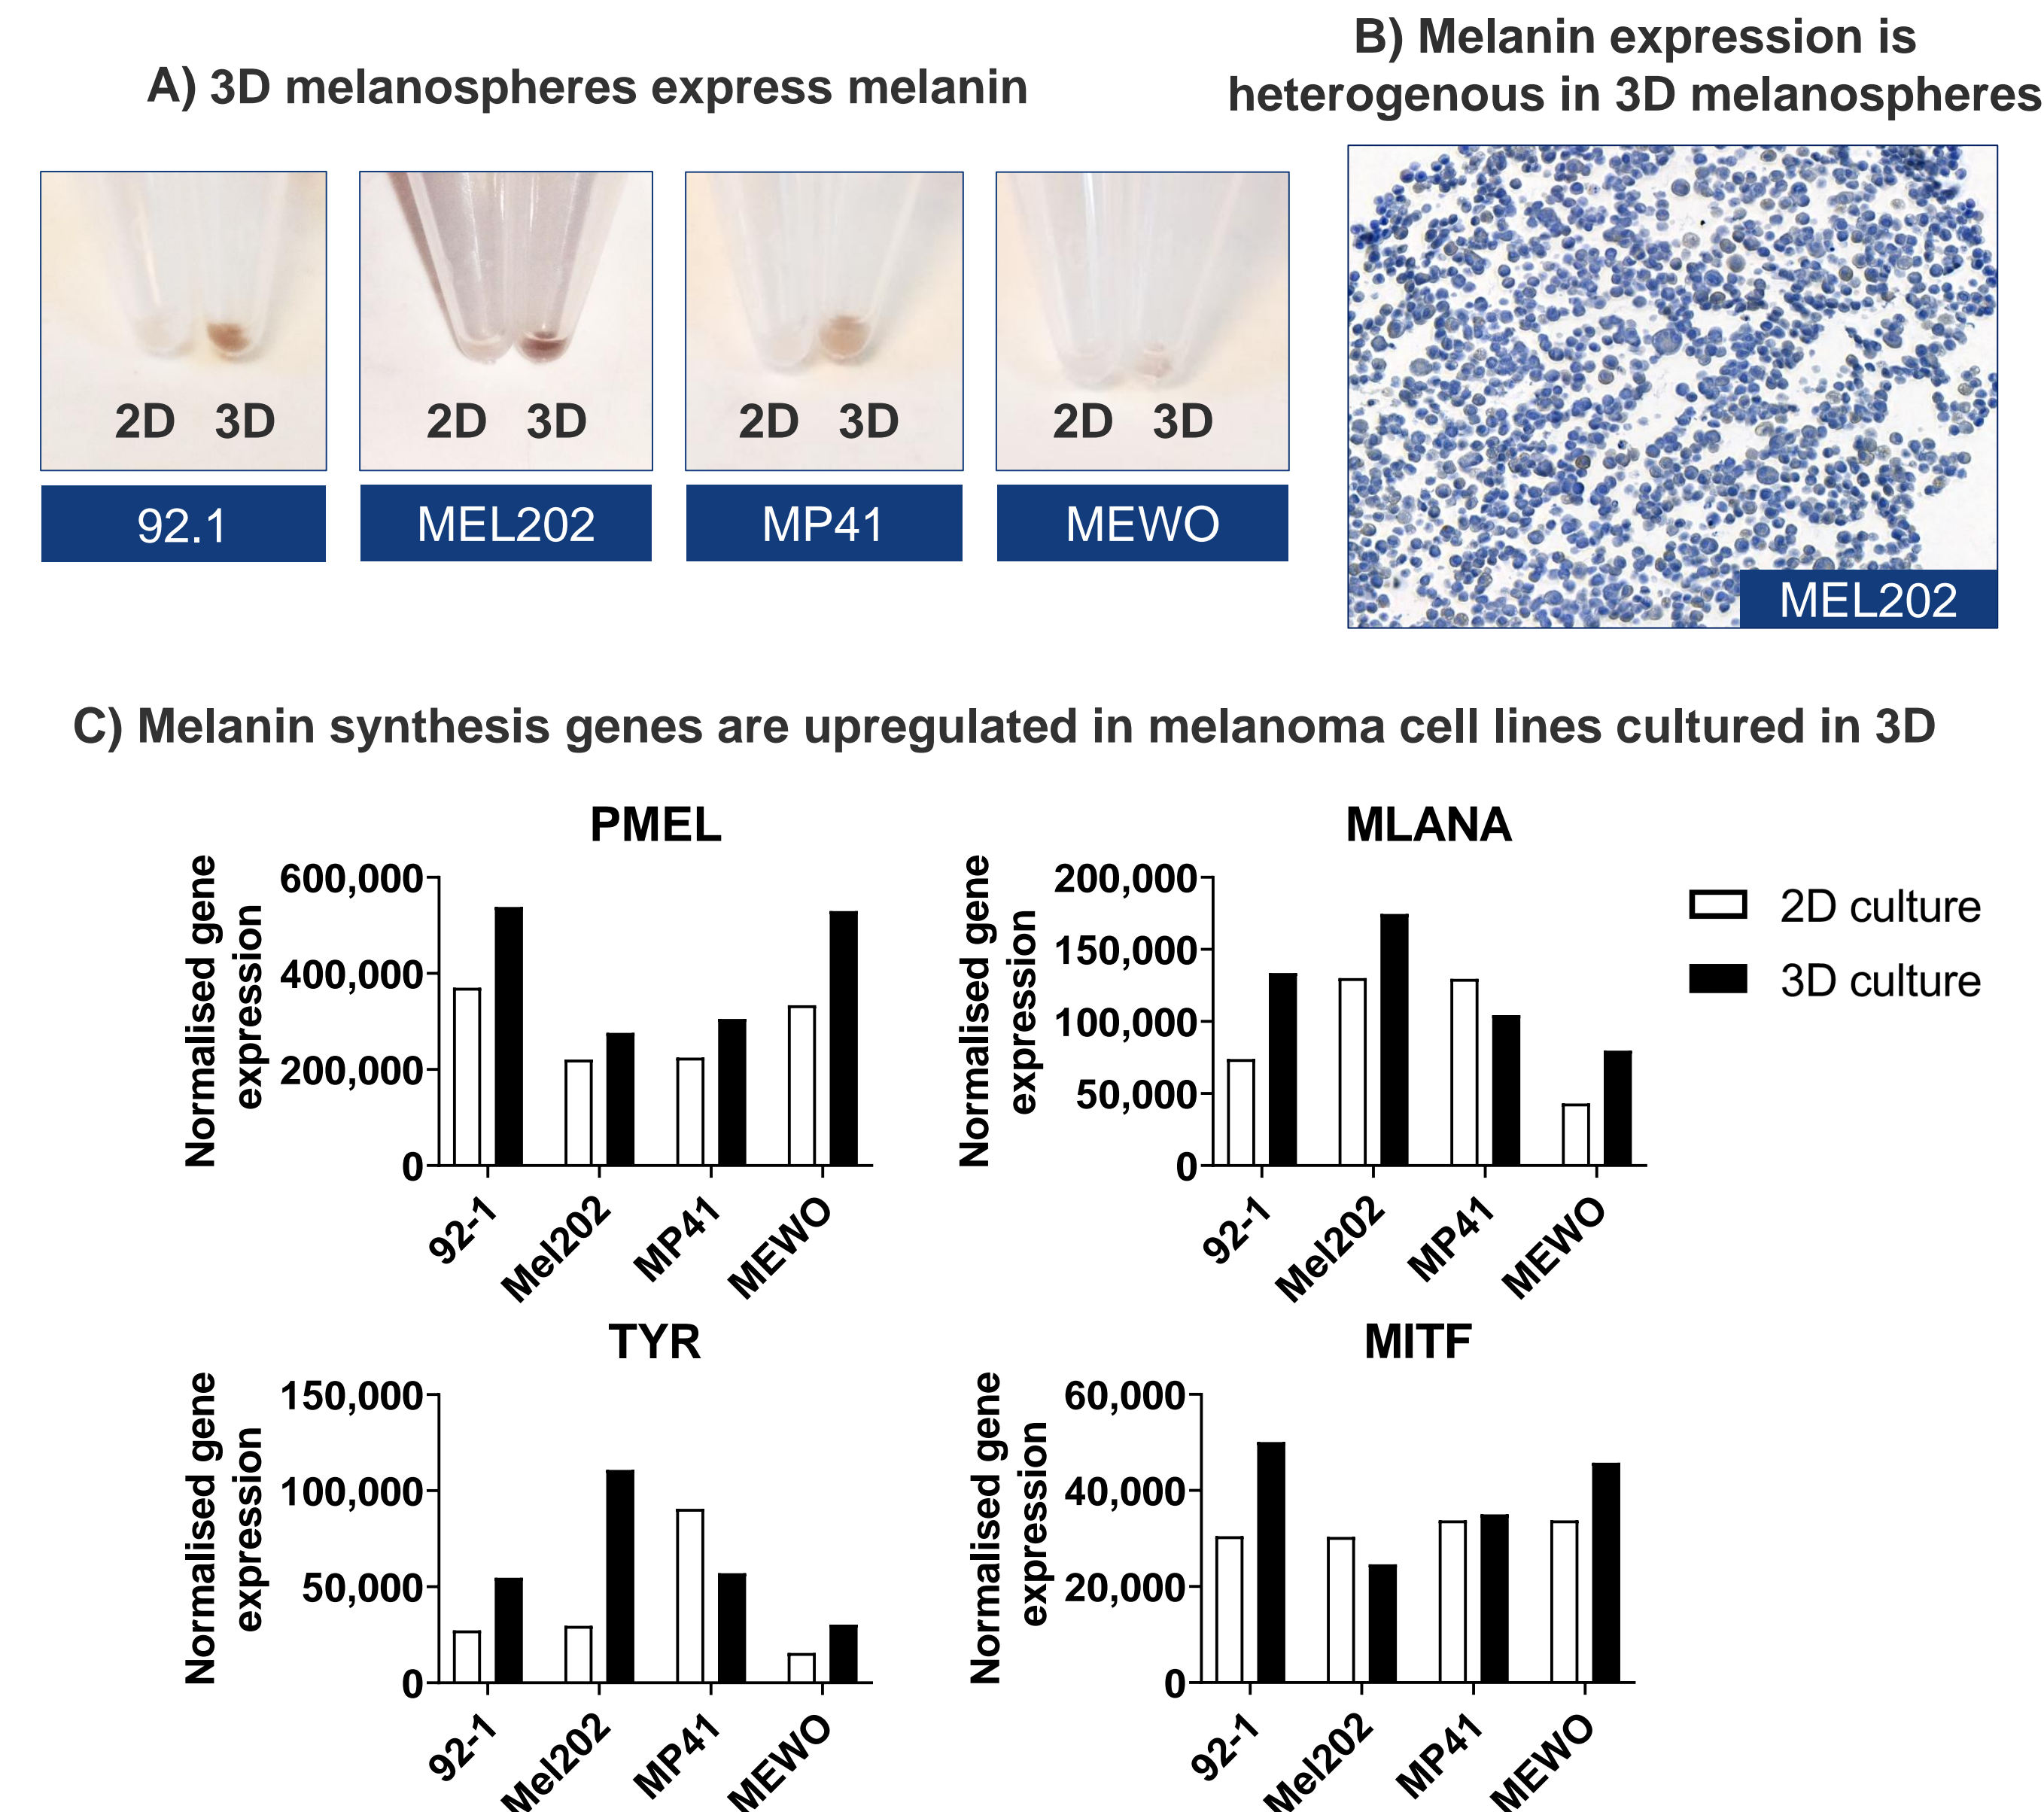 A) 3D melanospheres express melanin
B) Melanin expression is
heterogenous in 3D melanospheres
2D 3D
2D 3D
2D 3D
2D 3D
92.1
MEL202
MP41
MEWO
MEL202
C) Melanin synthesis genes are upregulated in melanoma cell lines cultured in 3D
PMEL
Normalised gene
expression
600,000
400,000
200,000
0
92-1
Mel202
MP41
MEWO
MLANA
Normalised gene
expression
200,000
150,000
100,000
50,000
0
92-1
Mel202
MP41
MEWO
2D culture
3D culture
TYR
Normalised gene
expression
150,000
100,000
50,000
0
92-1
Mel202
MP41
MEWO
MITF
Normalised gene
expression
60,000
40,000
20,000
0
92-1
Mel202
MP41
MEWO